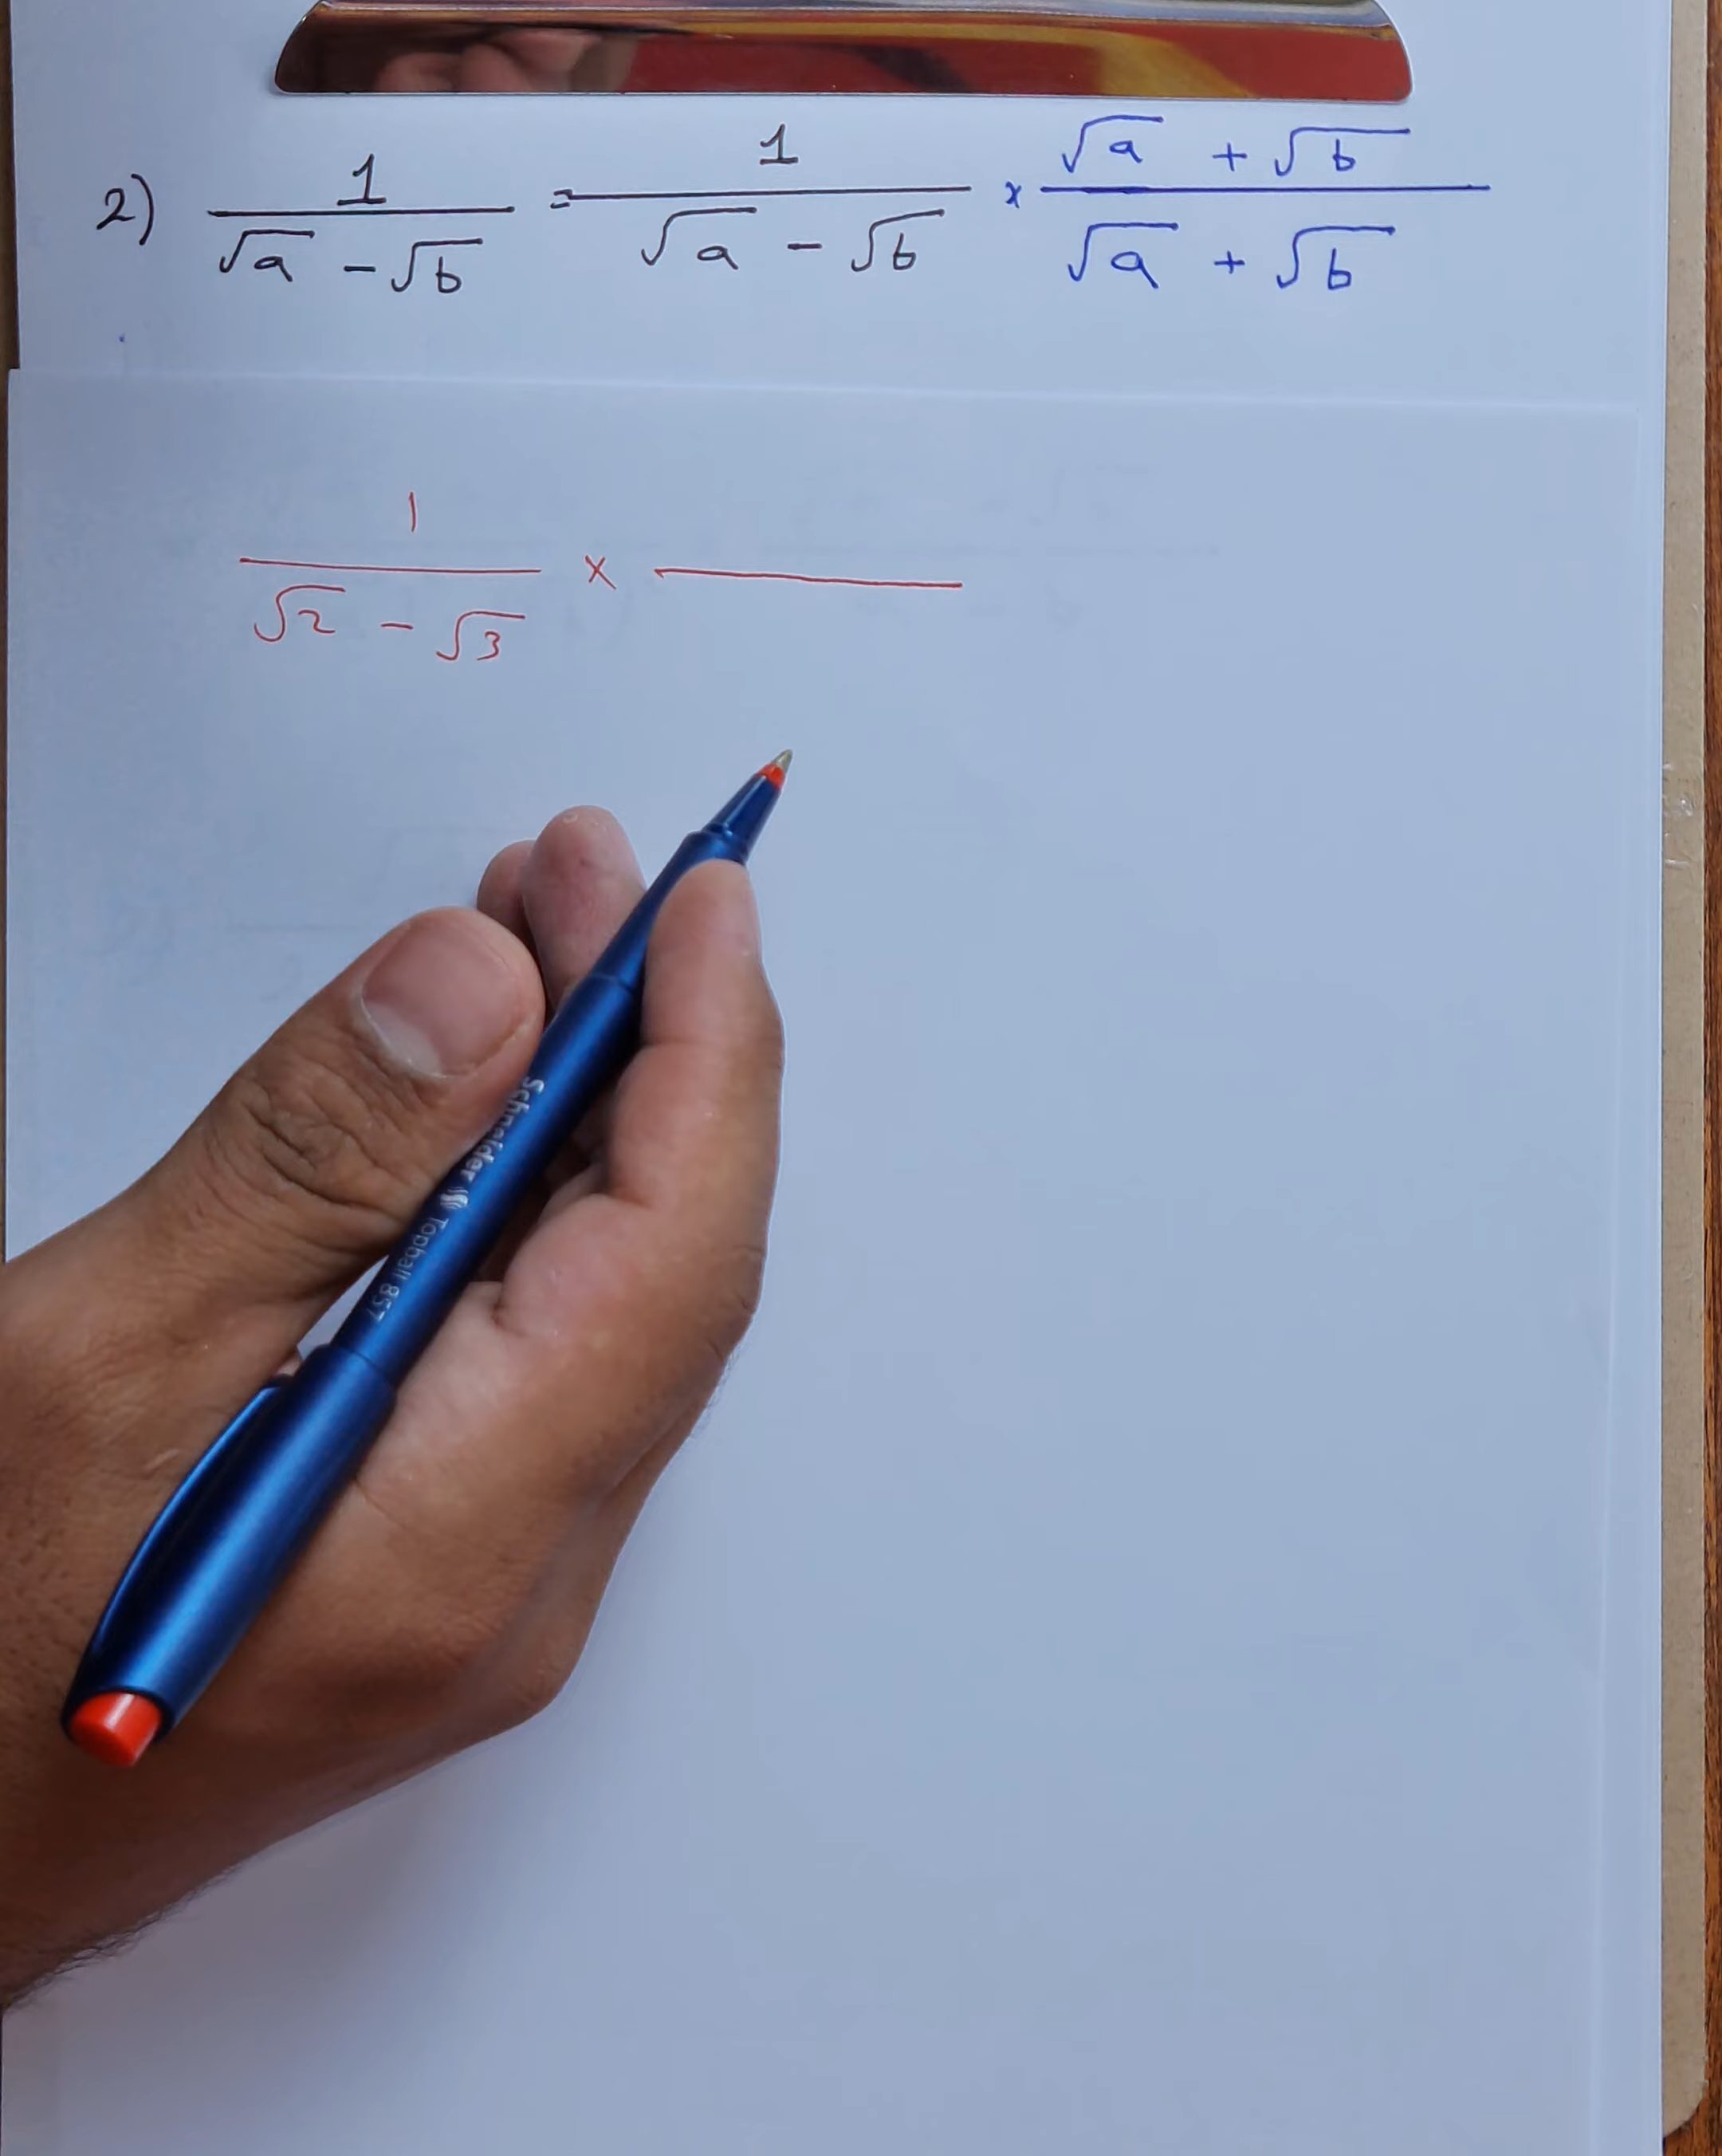 2) 1/(√a - √b) = 1/(√a - √b) × (√a + √b)/(√a + √b)
1/(√2 - √3) × ———
Schneider Topball 857